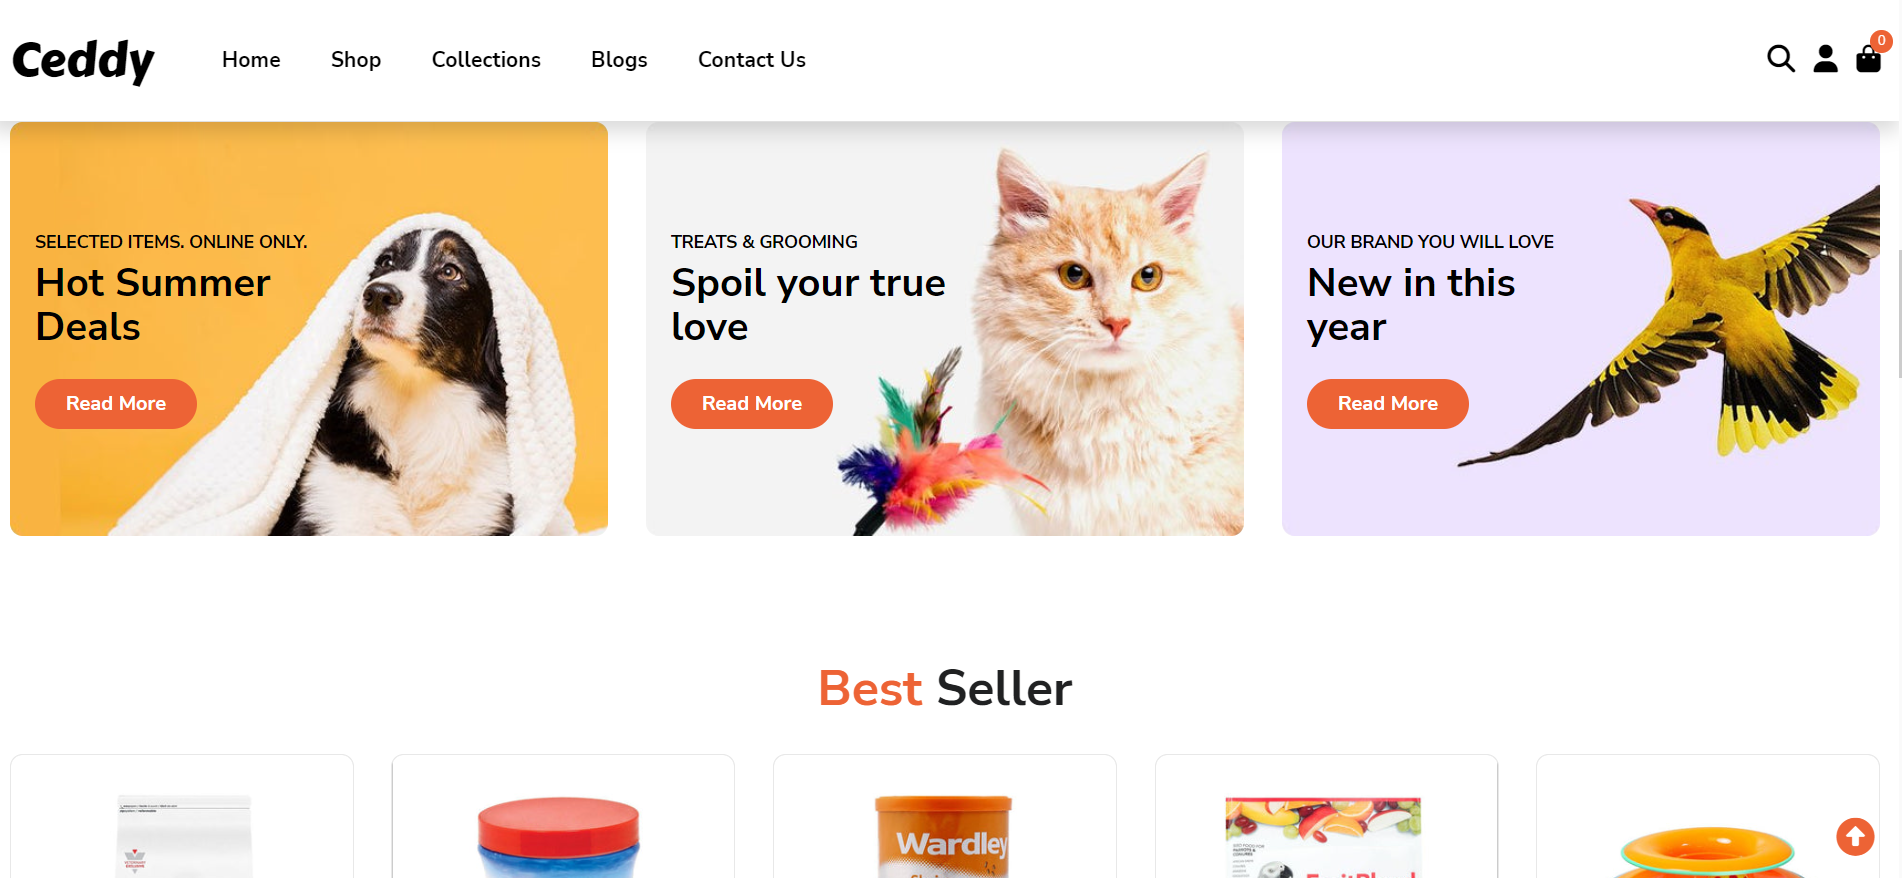 Ceddy
Home
Shop
Collections
Blogs
Contact Us
0
SELECTED ITEMS. ONLINE ONLY.
Hot Summer
Deals
Read More
TREATS & GROOMING
Spoil your true
love
Read More
OUR BRAND YOU WILL LOVE
New in this
year
Read More
Best Seller
Wardley